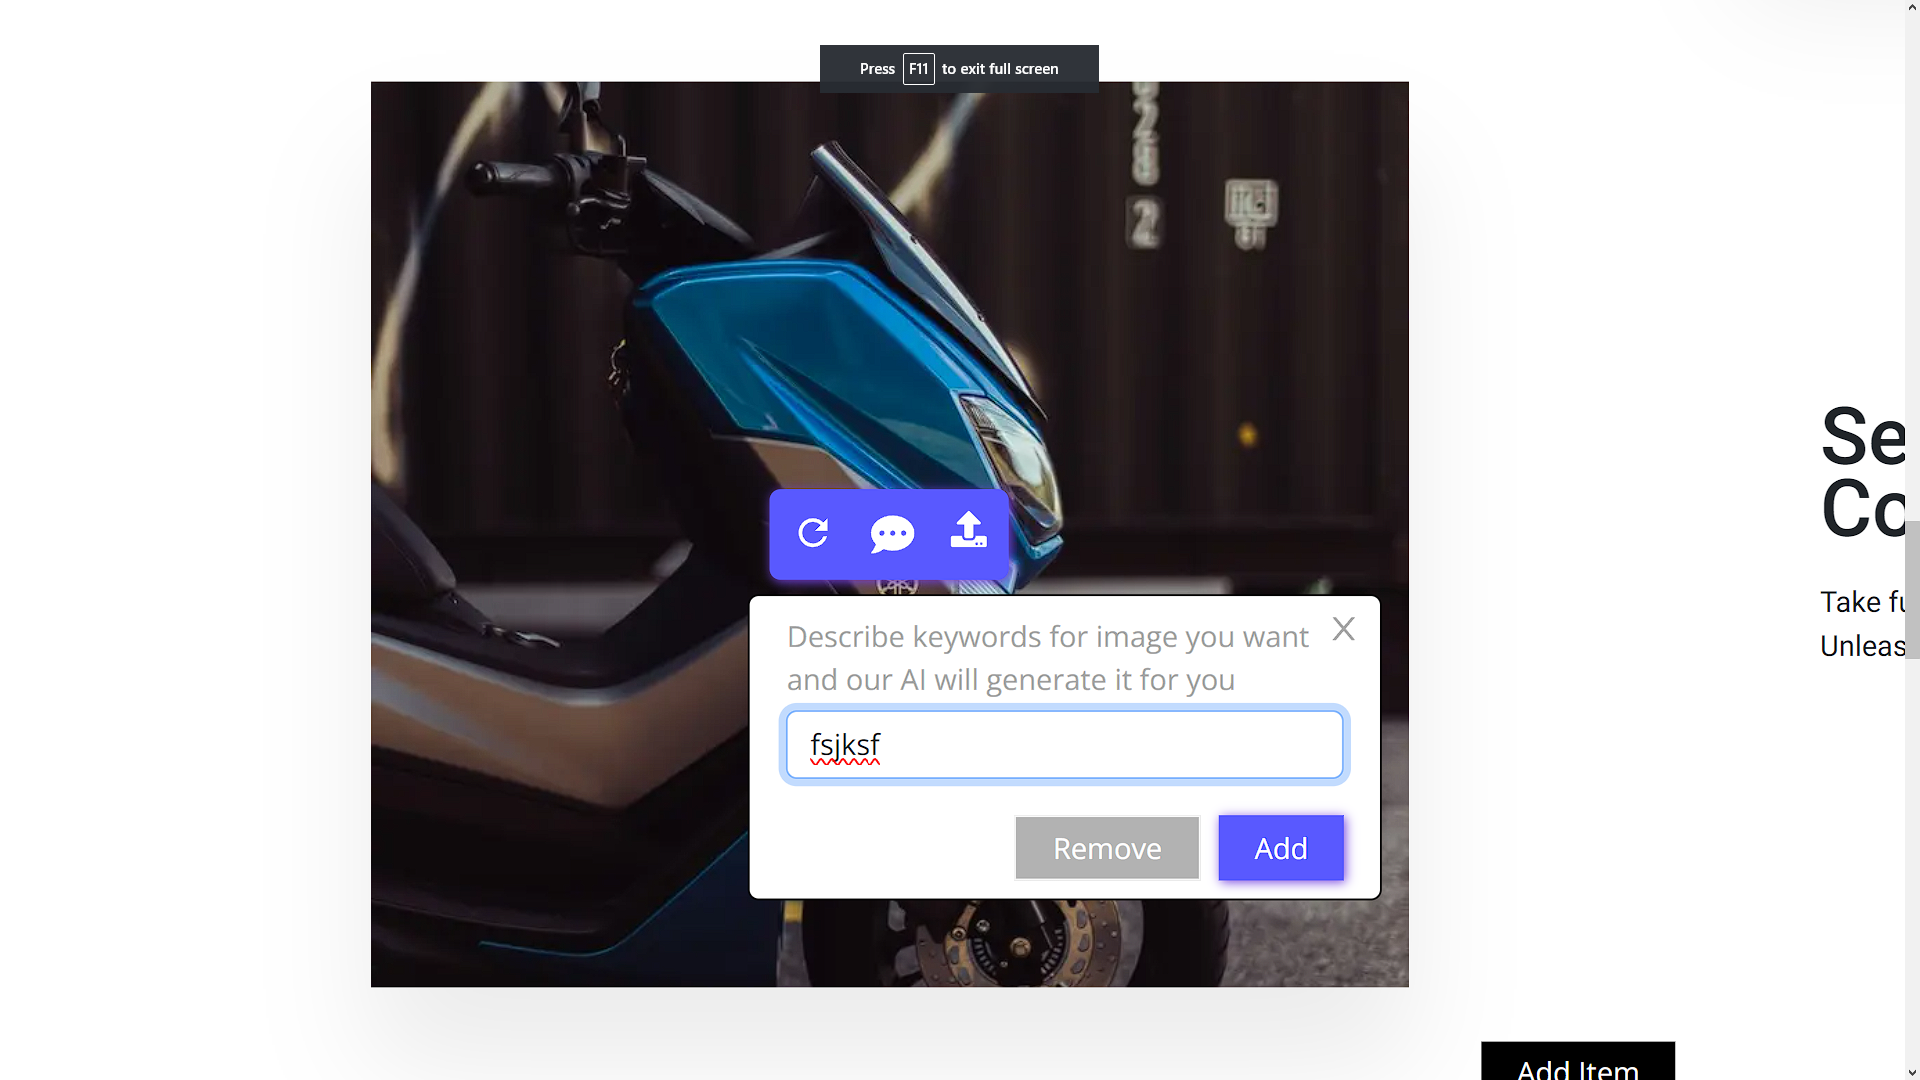 Press F11 to exit full screen
2
Se
Co
Take fu
Unleas
Describe keywords for image you want X
and our AI will generate it for you
fsjksf
Remove Add
Add Item